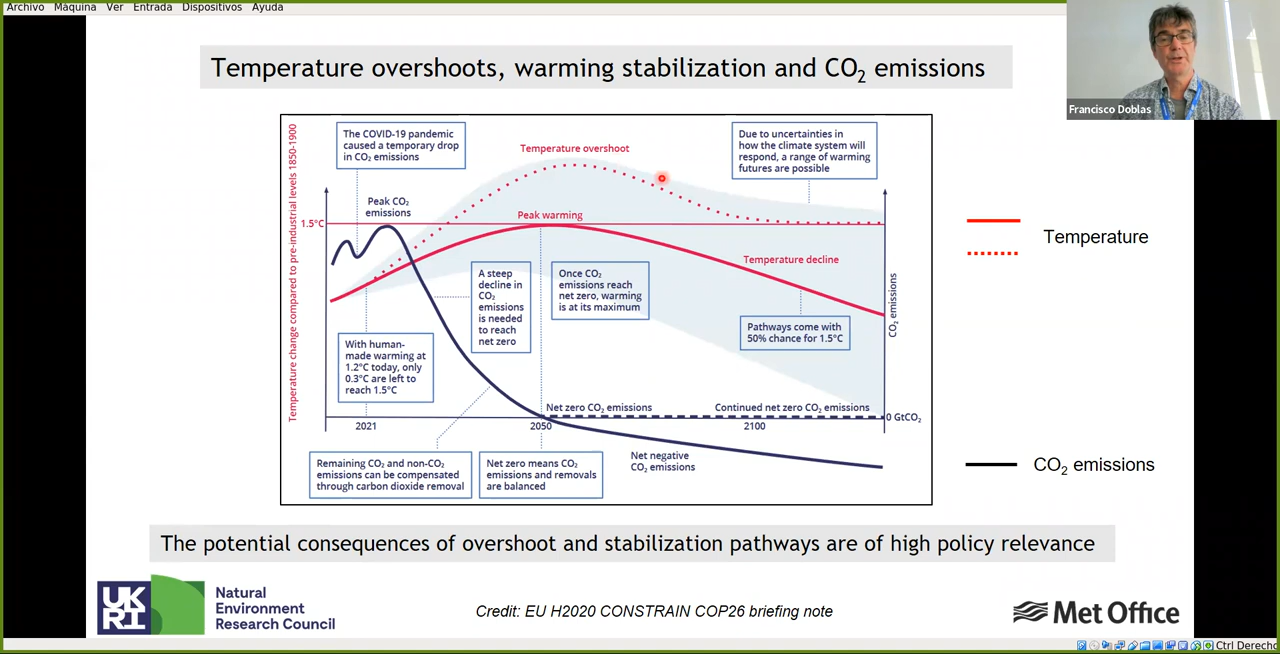 Archivo Máquina Ver Entrada Dispositivos Ayuda
Francisco Doblas
Temperature overshoots, warming stabilization and CO₂ emissions
Temperature change compared to pre-industrial levels 1850-1900
The COVID-19 pandemic
caused a temporary drop
in CO₂ emissions
Temperature overshoot
Due to uncertainties in
how the climate system will
respond, a range of warming
futures are possible
Peak CO₂
emissions
1.5°C
Peak warming
Temperature decline
A steep
decline in
CO₂
emissions
is needed
to reach
net zero
Once CO₂
emissions reach
net zero, warming
is at its maximum
CO₂ emissions
Pathways come with
50% chance for 1.5°C
With human-
made warming at
1.2°C today, only
0.3°C are left to
reach 1.5°C
Net zero CO₂ emissions
Continued net zero CO₂ emissions
0 GtCO₂
2021
2050
2100
Remaining CO₂ and non-CO₂
emissions can be compensated
through carbon dioxide removal
Net zero means CO₂
emissions and removals
are balanced
Net negative
CO₂ emissions
Temperature
CO₂ emissions
The potential consequences of overshoot and stabilization pathways are of high policy relevance
UK
RI
Natural
Environment
Research Council
Credit: EU H2020 CONSTRAIN COP26 briefing note
Met Office
Ctrl Derecho